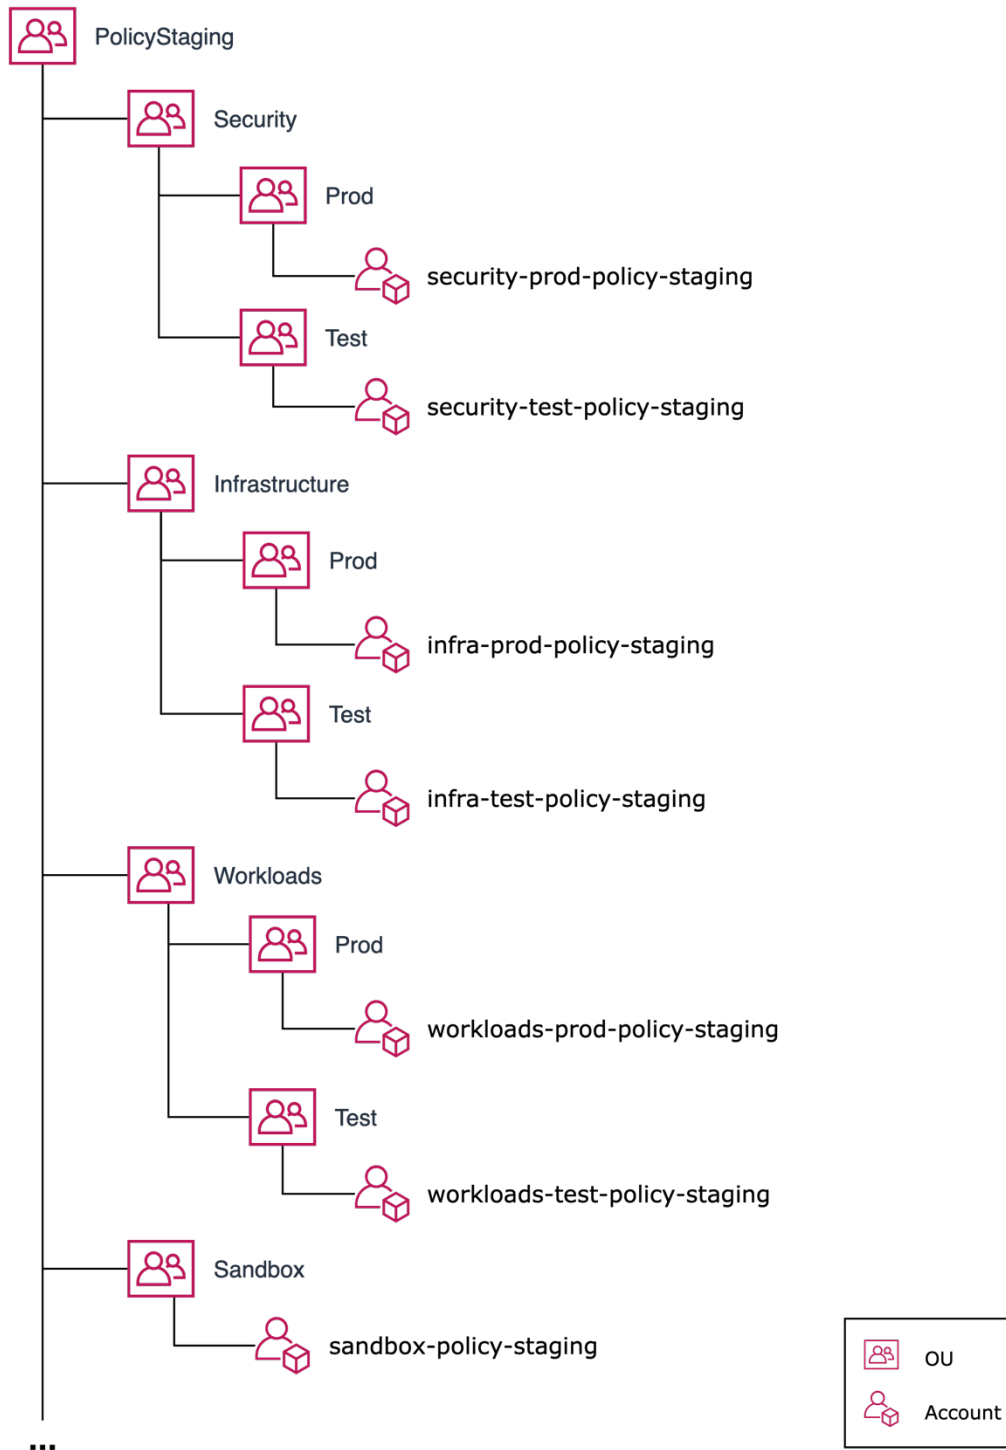 PolicyStaging
Security
Prod
security-prod-policy-staging
Test
security-test-policy-staging
Infrastructure
Prod
infra-prod-policy-staging
Test
infra-test-policy-staging
Workloads
Prod
workloads-prod-policy-staging
Test
workloads-test-policy-staging
Sandbox
sandbox-policy-staging
OU
Account
...